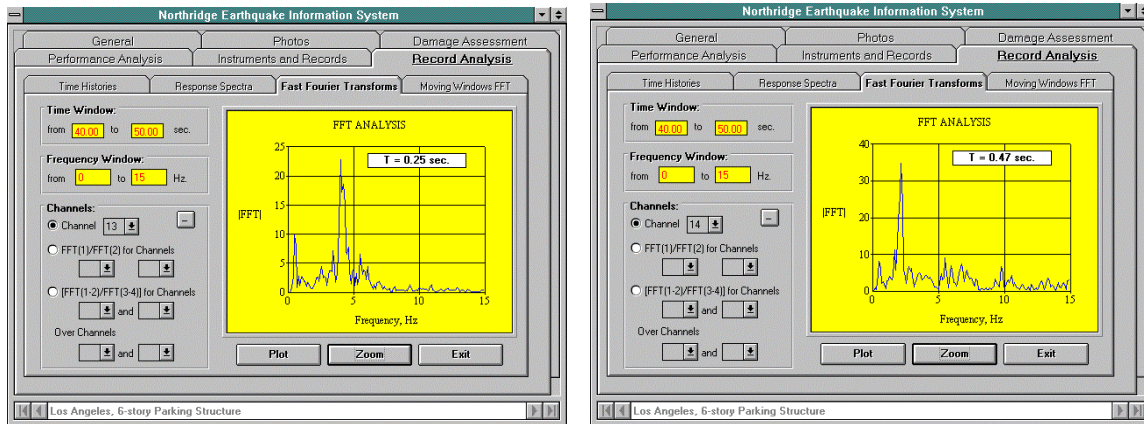 Northridge Earthquake Information System
General Photos Damage Assessment
Performance Analysis Instruments and Records Record Analysis
Time Histories Response Spectra Fast Fourier Transforms Moving Windows FFT
Time Window:
from 40.00 to 50.00 sec.
Frequency Window:
from 0 to 15 Hz.
Channels:
Channel 13
FFT(1)/FFT(2) for Channels
[FFT(1-2)/FFT(3-4)] for Channels
and
Over Channels
and
FFT ANALYSIS
T = 0.25 sec.
|FFT|
25
20
15
10
5
0
0 5 10 15
Frequency, Hz
Plot Zoom Exit
Los Angeles, 6-story Parking Structure
Northridge Earthquake Information System
General Photos Damage Assessment
Performance Analysis Instruments and Records Record Analysis
Time Histories Response Spectra Fast Fourier Transforms Moving Windows FFT
Time Window:
from 40.00 to 50.00 sec.
Frequency Window:
from 0 to 15 Hz.
Channels:
Channel 14
FFT(1)/FFT(2) for Channels
[FFT(1-2)/FFT(3-4)] for Channels
and
Over Channels
and
FFT ANALYSIS
T = 0.47 sec.
|FFT|
40
30
20
10
0
0 5 10 15
Frequency, Hz
Plot Zoom Exit
Los Angeles, 6-story Parking Structure